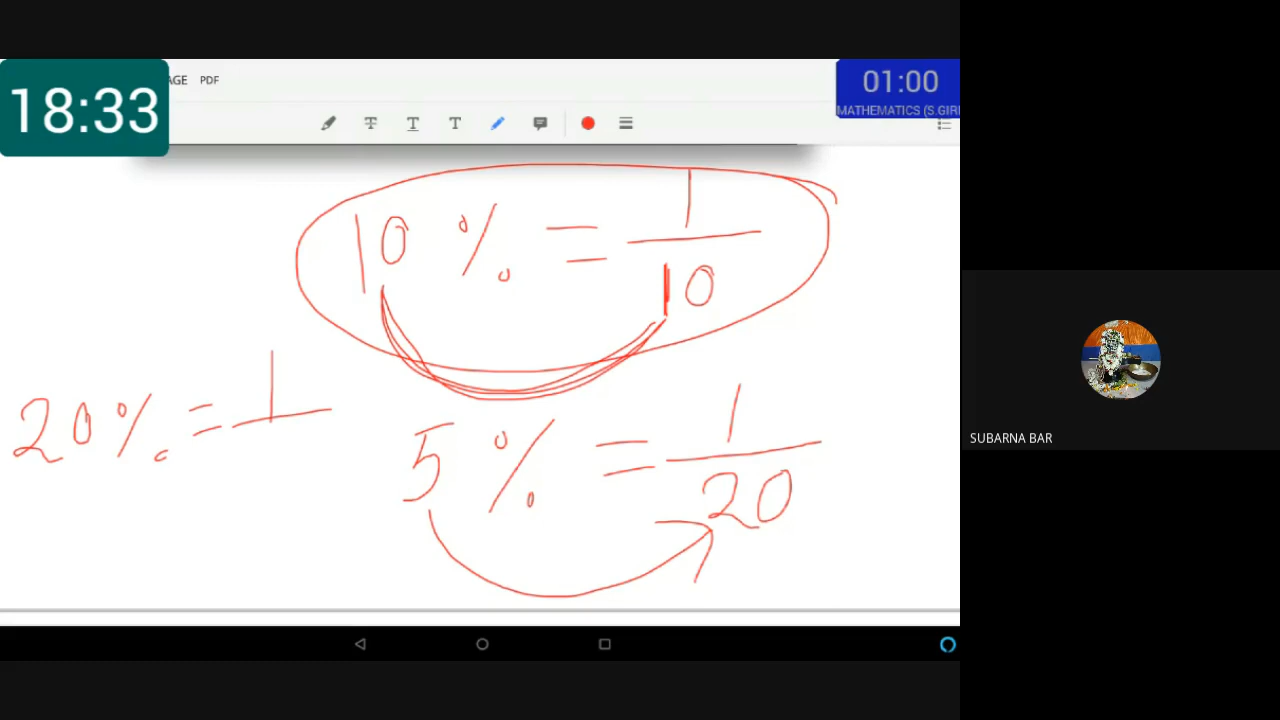 18:33
AGE PDF
01:00
MATHEMATICS (S.GIRI
10 % = 1/10
20% = 1/
5 % = 1/20
SUBARNA BAR